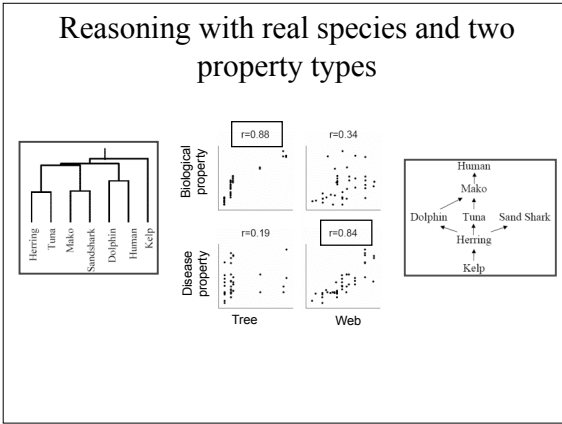 Reasoning with real species and two
property types
Herring
Tuna
Mako
Sandshark
Dolphin
Human
Kelp
Biological
property
r=0.88
r=0.34
Disease
property
r=0.19
r=0.84
Tree
Web
Human
Mako
Dolphin Tuna Sand Shark
Herring
Kelp